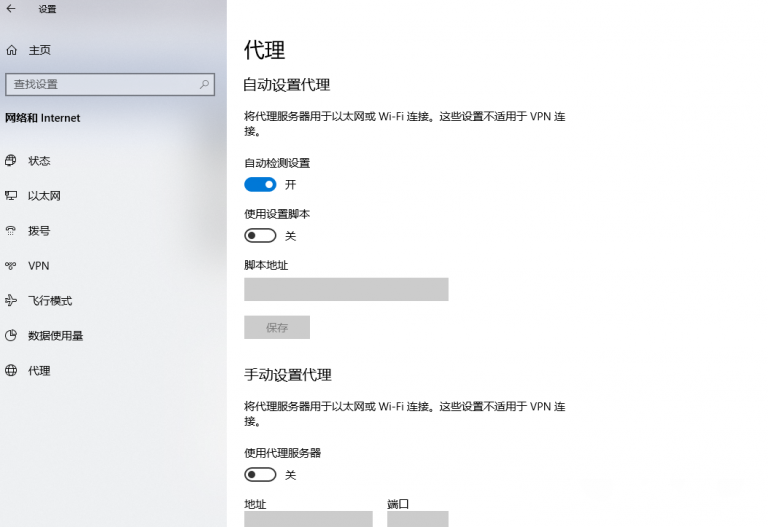 设置
主页
查找设置
网络和 Internet
状态
以太网
拨号
VPN
飞行模式
数据使用量
代理
代理
自动设置代理
将代理服务器用于以太网或 Wi-Fi 连接。这些设置不适用于 VPN 连
接。
自动检测设置
开
使用设置脚本
关
脚本地址
保存
手动设置代理
将代理服务器用于以太网或 Wi-Fi 连接。这些设置不适用于 VPN 连
接。
使用代理服务器
关
地址 端口